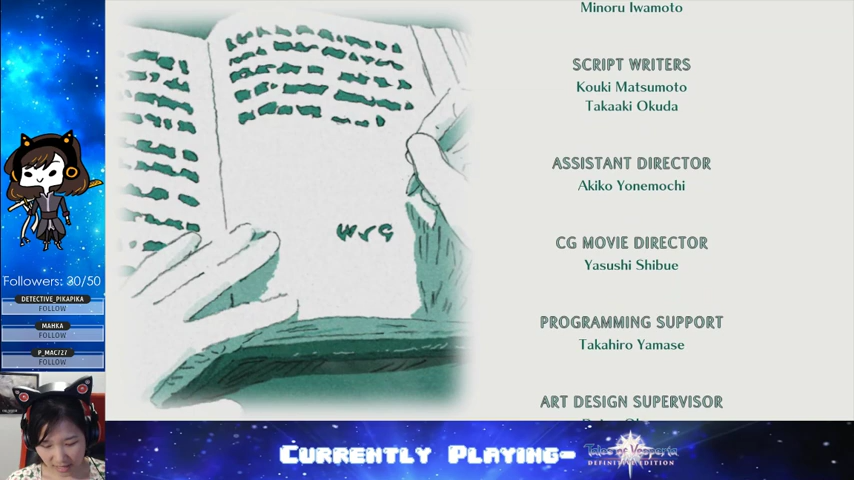 Minoru Iwamoto
SCRIPT WRITERS
Kouki Matsumoto
Takaaki Okuda
ASSISTANT DIRECTOR
Akiko Yonemochi
CG MOVIE DIRECTOR
Yasushi Shibue
PROGRAMMING SUPPORT
Takahiro Yamase
ART DESIGN SUPERVISOR
Followers: 30/50
DETECTIVE_PIKAPIKA
FOLLOW
MAHKA
FOLLOW
P_MAC727
FOLLOW
Currently Playing-
Tales of Vesperia
DEFINITIVE EDITION